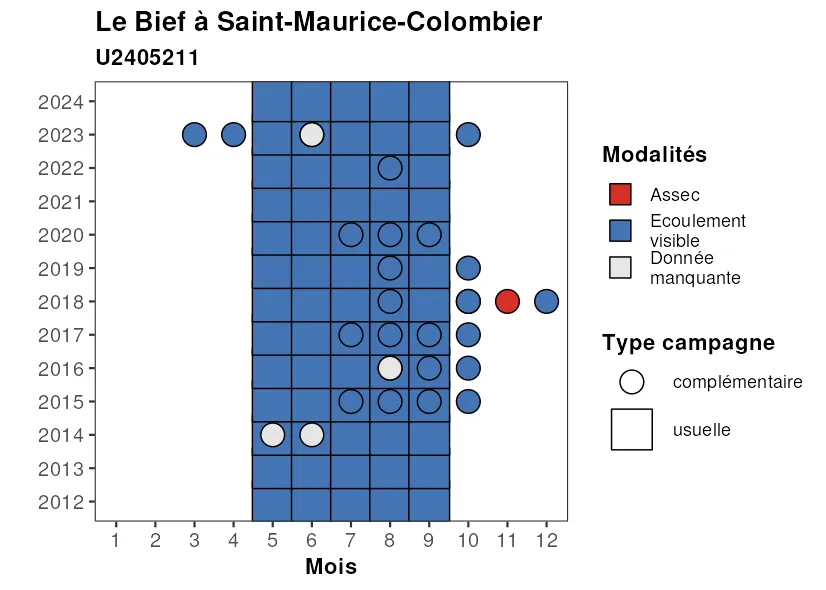 Le Bief à Saint-Maurice-Colombier
U2405211
2024
2023
2022
2021
2020
2019
2018
2017
2016
2015
2014
2013
2012
1 2 3 4 5 6 7 8 9 10 11 12
Mois
Modalités
Assec
Ecoulement
visible
Donnée
manquante
Type campagne
complémentaire
usuelle